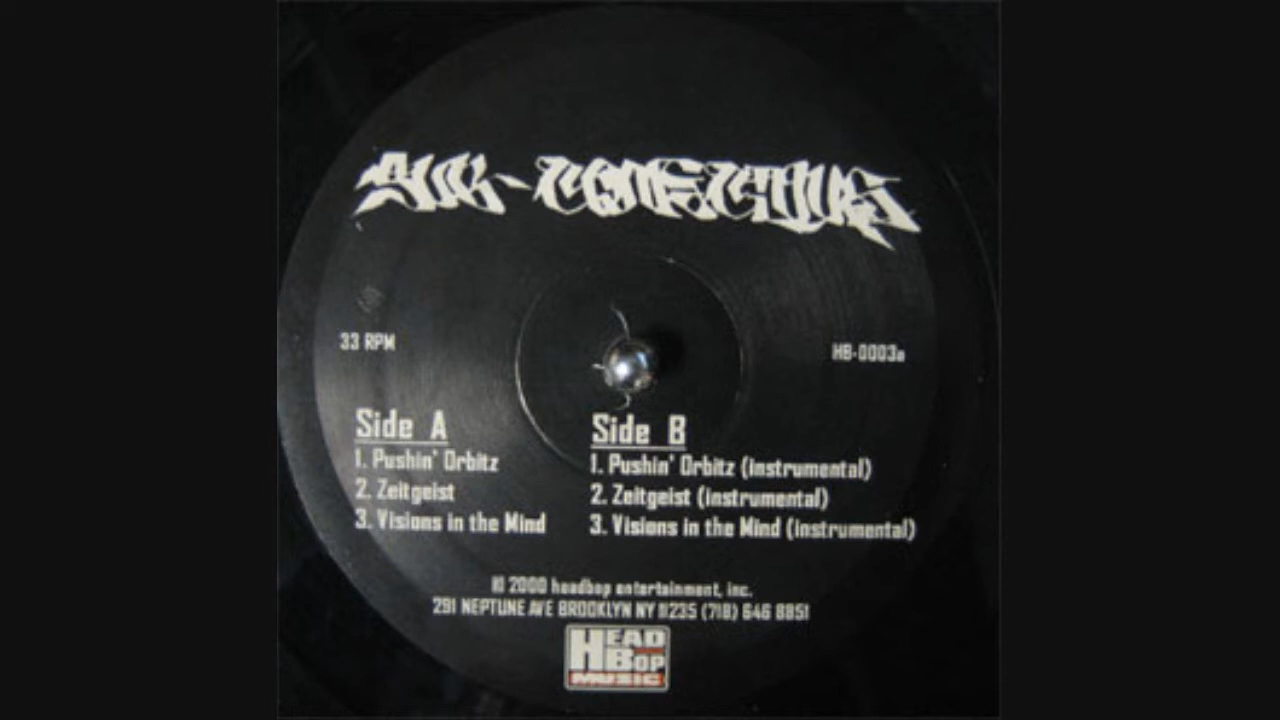 SUB-CONSCIOUS
33 RPM
HB-0003a
Side A
1. Pushin' Orbitz
2. Zeitgeist
3. Visions in the Mind
Side B
1. Pushin' Orbitz (instrumental)
2. Zeitgeist (instrumental)
3. Visions in the Mind (instrumental)
© 2000 headbop entertainment, inc.
291 NEPTUNE AVE BROOKLYN NY 11235 (718) 646 8851
HEAD
BOP
MUSIC